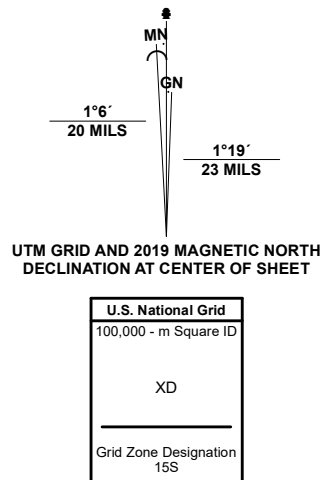 MN
GN
1°6´
20 MILS
1°19´
23 MILS
UTM GRID AND 2019 MAGNETIC NORTH
DECLINATION AT CENTER OF SHEET
U.S. National Grid
100,000 - m Square ID
XD
Grid Zone Designation
15S